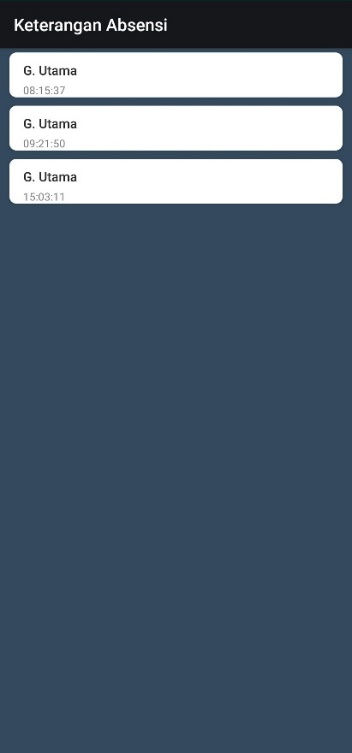 Keterangan Absensi
G. Utama
08:15:37
G. Utama
09:21:50
G. Utama
15:03:11